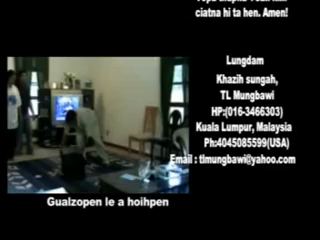 ciatna hi ta hen. Amen!
Lungdam
Khazih sungah,
TL Mungbawi
HP:(016-3466303)
Kuala Lumpur, Malaysia
Ph:4045085599(USA)
Email : tlmungbawi@yahoo.com
Gualzopen le a hoihpen